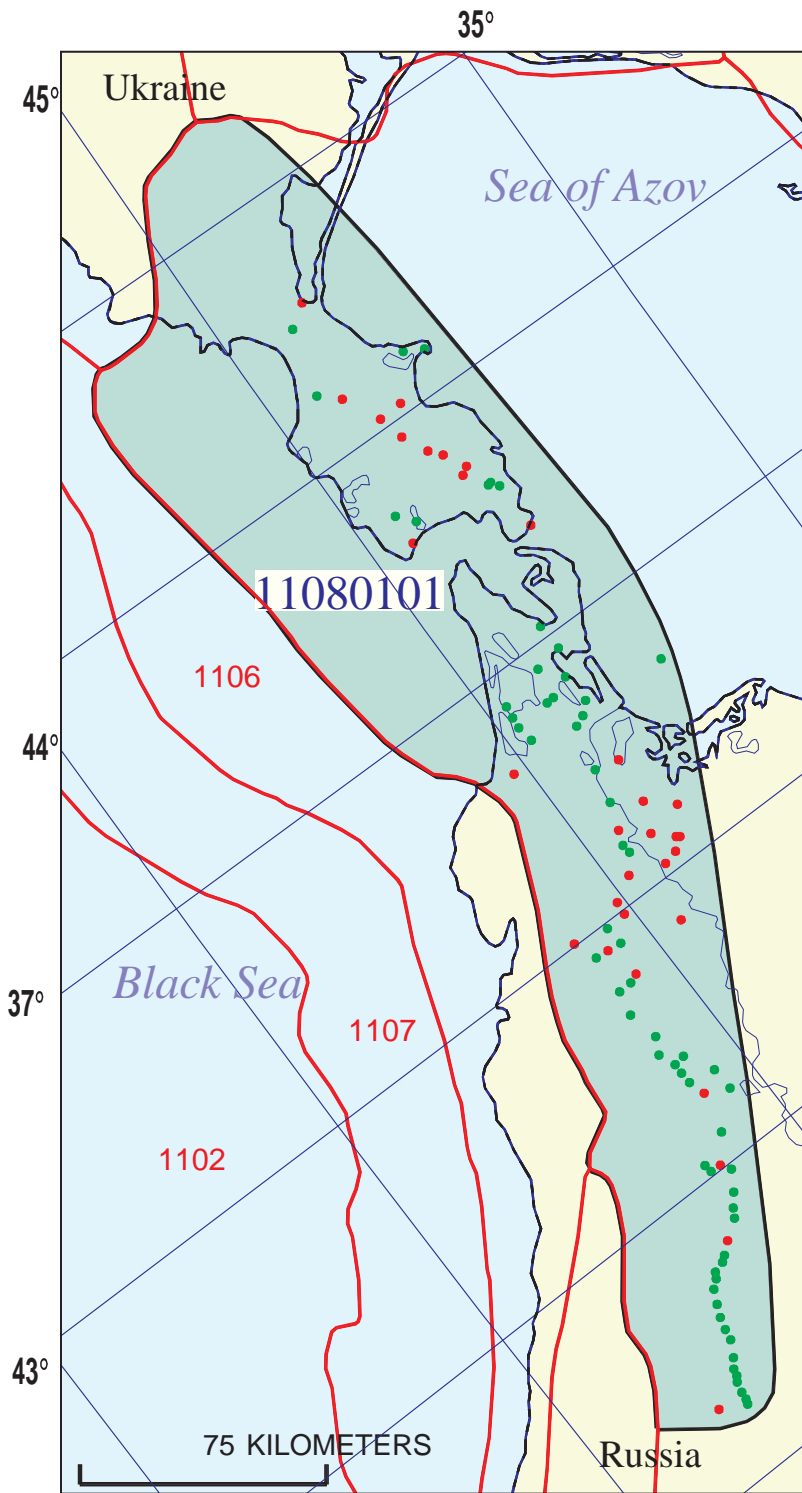 35°
Ukraine
45°
Sea of Azov
11080101
1106
44°
Black Sea
37°
1107
1102
43°
75 KILOMETERS
Russia